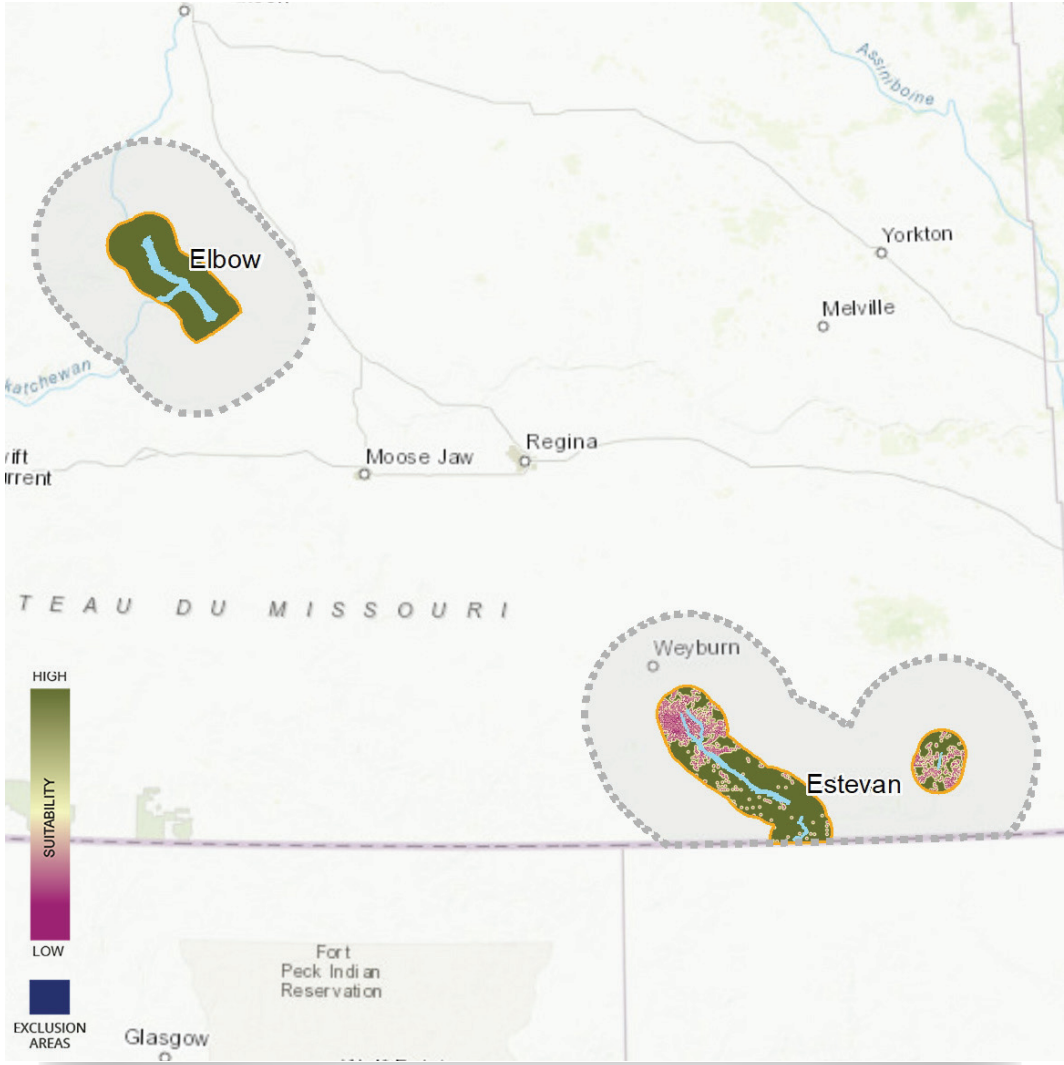 Assiniboine
Yorkton
Elbow
Melville
katchewan
Regina
Moose Jaw
ift
urrent
TEAU DU MISSOURI
Weyburn
HIGH
SUITABILITY
LOW
Estevan
EXCLUSION
AREAS
Fort
Peck Indian
Reservation
Glasgow